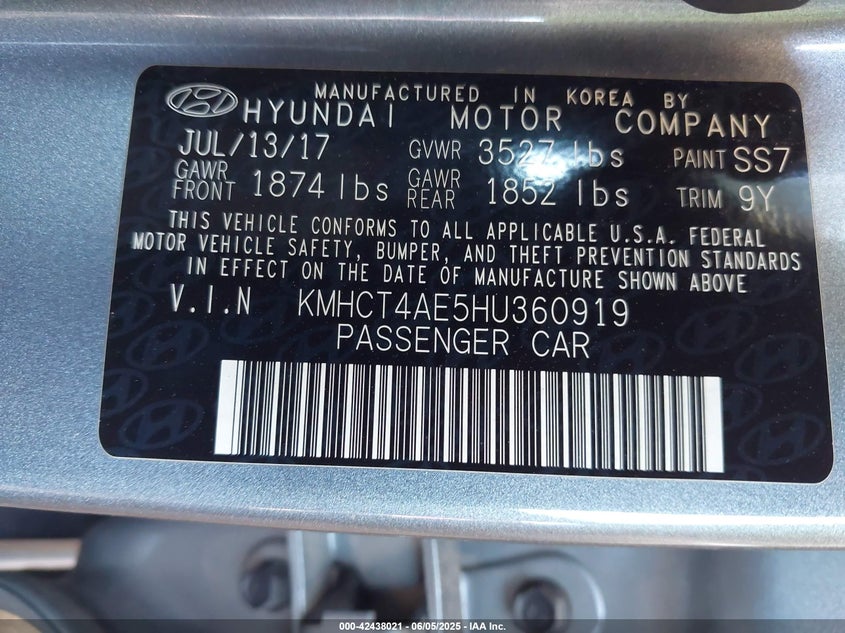 MANUFACTURED IN KOREA BY
HYUNDAI MOTOR COMPANY
JUL/13/17 GVWR 3527 lbs PAINT SS7
GAWR FRONT 1874 lbs GAWR REAR 1852 lbs TRIM 9Y
THIS VEHICLE CONFORMS TO ALL APPLICABLE U.S.A. FEDERAL
MOTOR VEHICLE SAFETY, BUMPER, AND THEFT PREVENTION STANDARDS
IN EFFECT ON THE DATE OF MANUFACTURE SHOWN ABOVE
V.I.N KMHCT4AE5HU360919
PASSENGER CAR
000-42438021 - 06/05/2025 - IAA Inc.